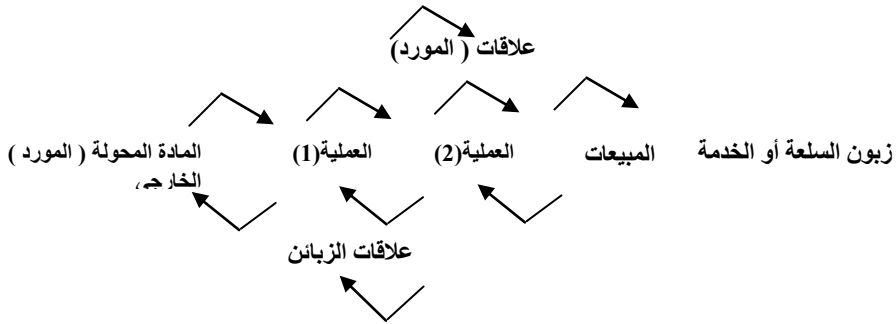 علاقات ( المورد)
زبون السلعة أو الخدمة المبيعات العملية(2) العملية(1) المادة المحولة ( المورد )
الخارجي
علاقات الزبائن